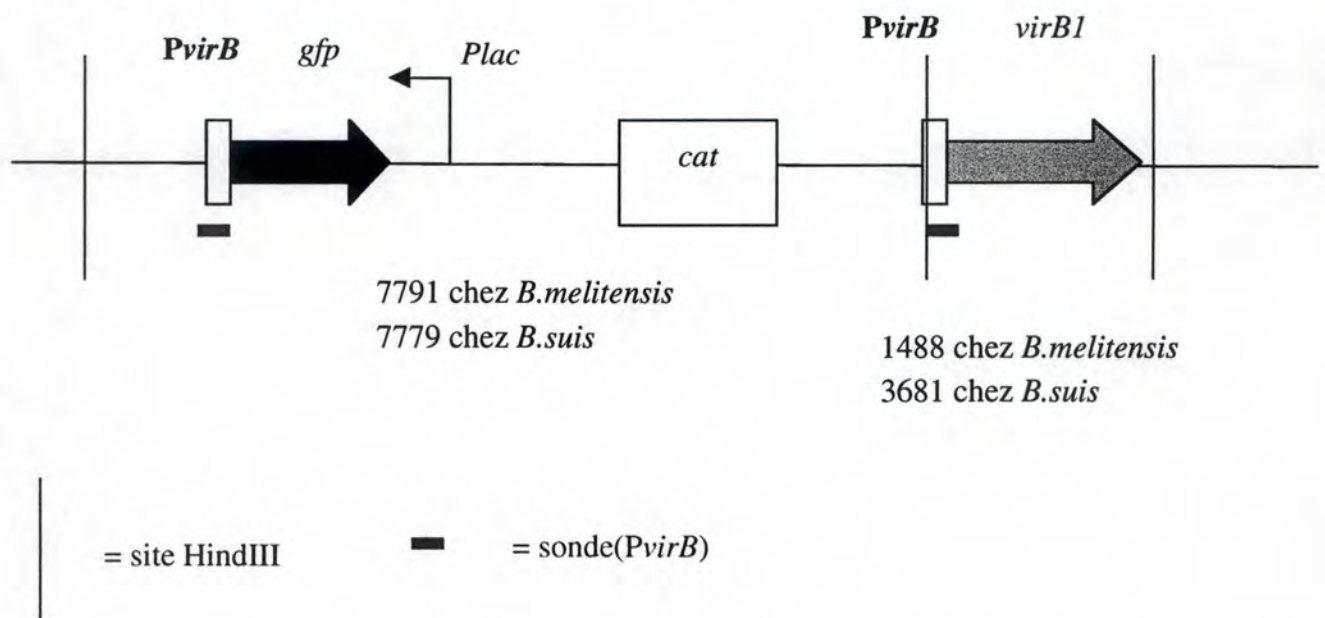 PvirB gfp Plac PvirB virB1
cat
7791 chez B.melitensis
7779 chez B.suis
1488 chez B.melitensis
3681 chez B.suis
= site HindIII = sonde(PvirB)